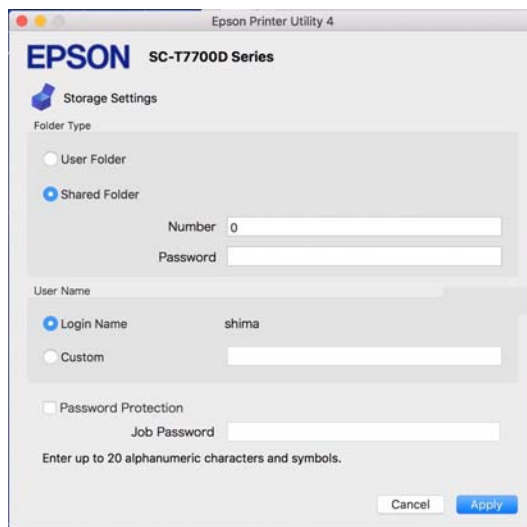 Epson Printer Utility 4
EPSON SC-T7700D Series
Storage Settings
Folder Type
User Folder
Shared Folder
Number 0
Password
User Name
Login Name shima
Custom
Password Protection
Job Password
Enter up to 20 alphanumeric characters and symbols.
Cancel Apply